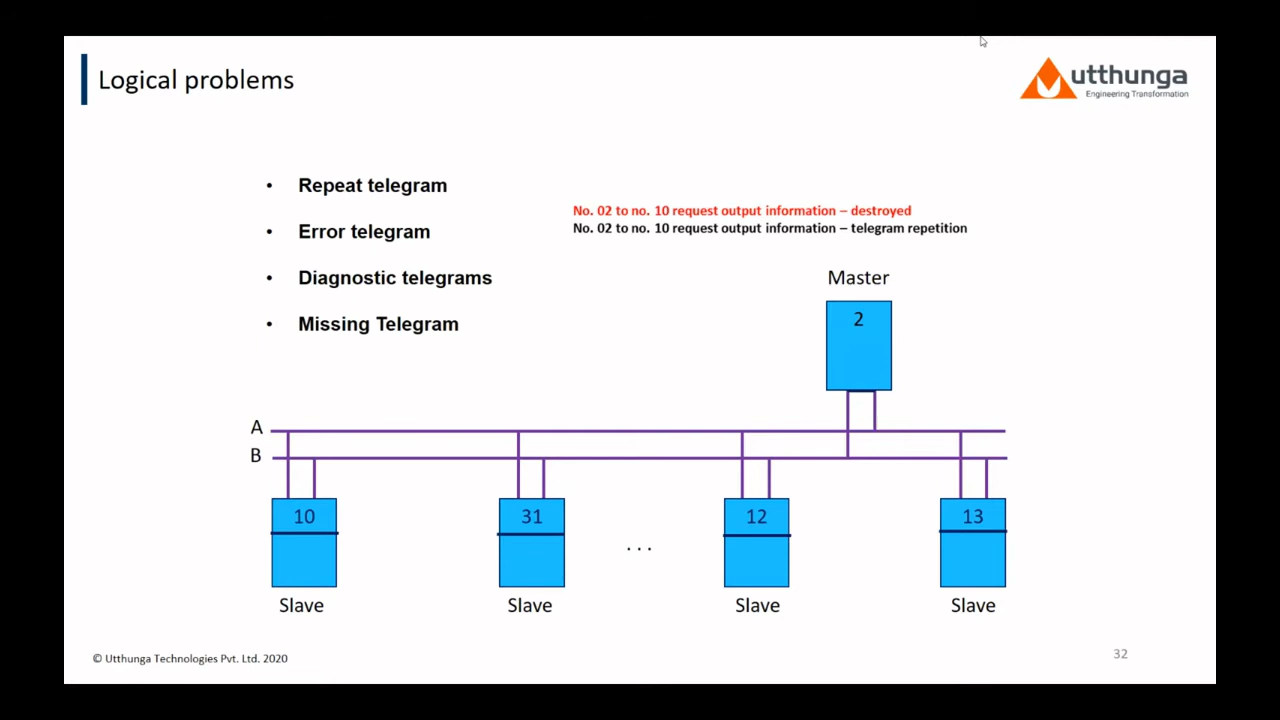 Logical problems
utthunga
Engineering Transformation
• Repeat telegram
• Error telegram
• Diagnostic telegrams
• Missing Telegram
No. 02 to no. 10 request output information – destroyed
No. 02 to no. 10 request output information – telegram repetition
Master
2
A
B
10
31
12
13
. . .
Slave
Slave
Slave
Slave
© Utthunga Technologies Pvt. Ltd. 2020
32